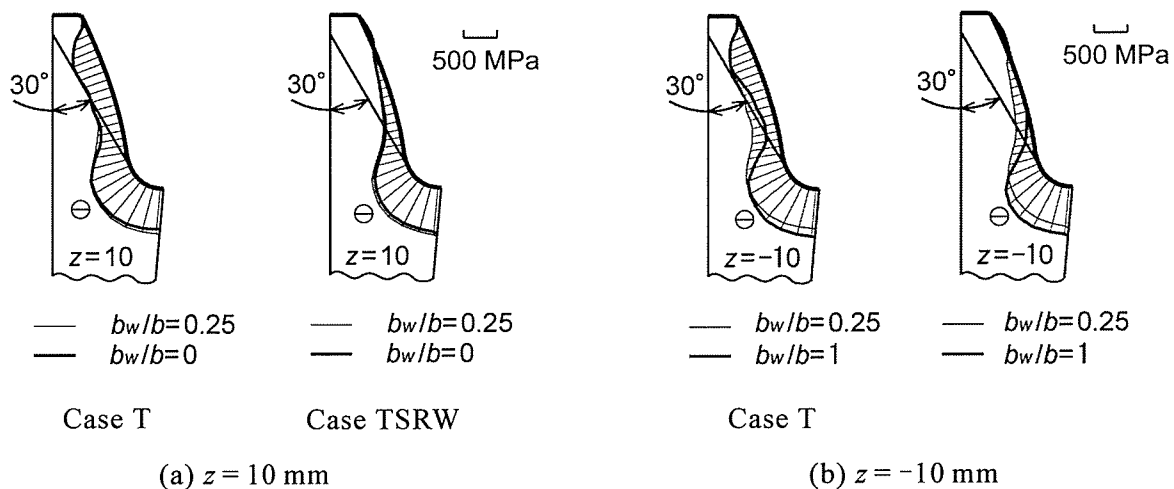 500 MPa
500 MPa
30°
30°
30°
30°
⊖
⊖
⊖
⊖
z=10
z=10
z=−10
z=−10
bw/b=0.25
bw/b=0.25
bw/b=0.25
bw/b=0.25
bw/b=0
bw/b=0
bw/b=1
bw/b=1
Case T
Case TSRW
Case T
(a) z = 10 mm
(b) z = −10 mm